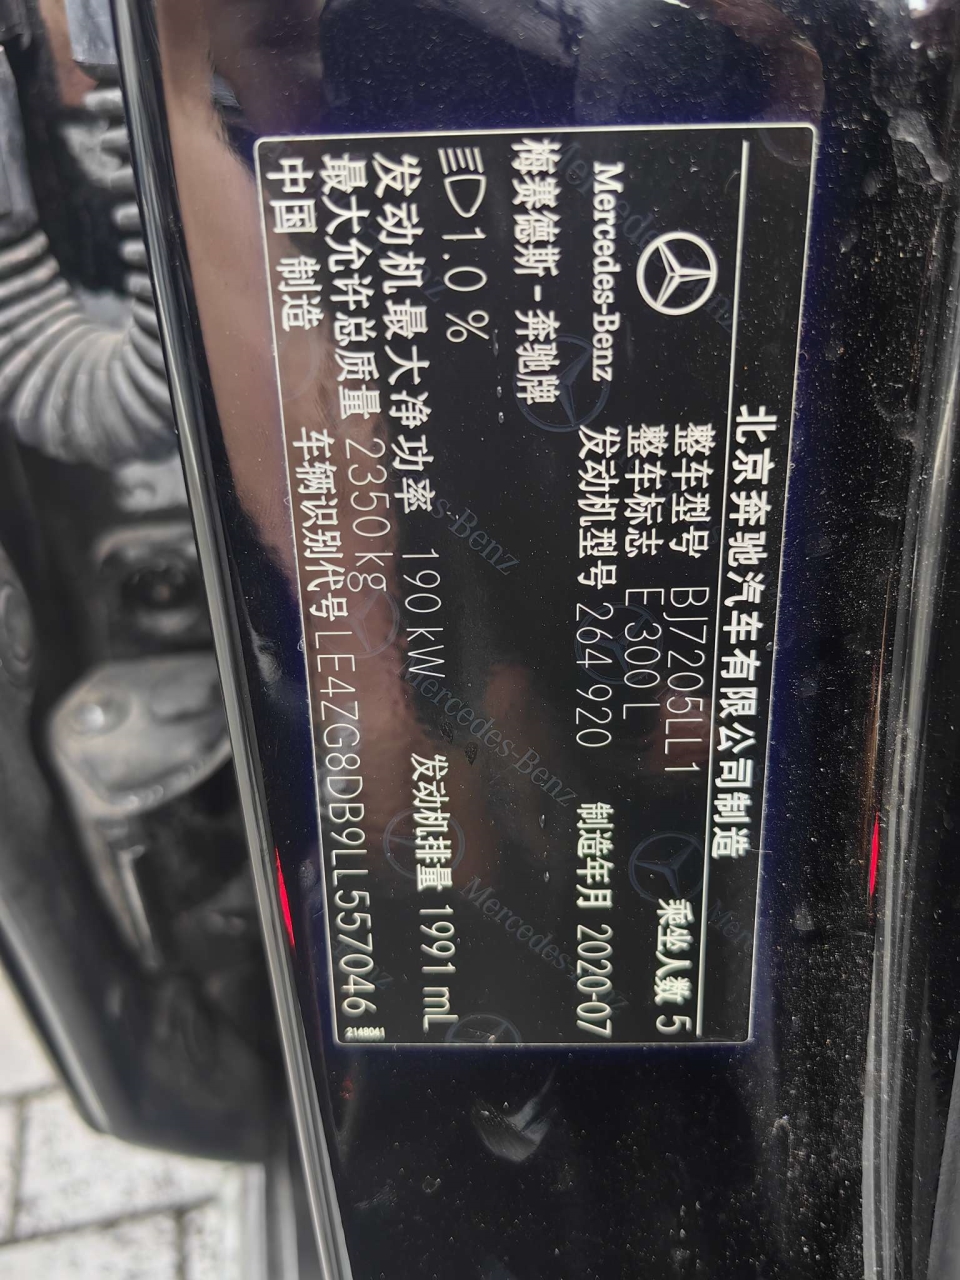 北京奔驰汽车有限公司制造
整车型号 BJ7205LL1 乘坐人数 5
整车标志 E 300 L
Mercedes-Benz 发动机型号 264 920 制造年月 2020-07
梅赛德斯-奔驰牌
1.0 %
发动机最大净功率 190 kW 发动机排量 1991 mL
最大允许总质量 2350 kg
中国 制造 车辆识别代号 LE4ZG8DB9LL557046
2148041